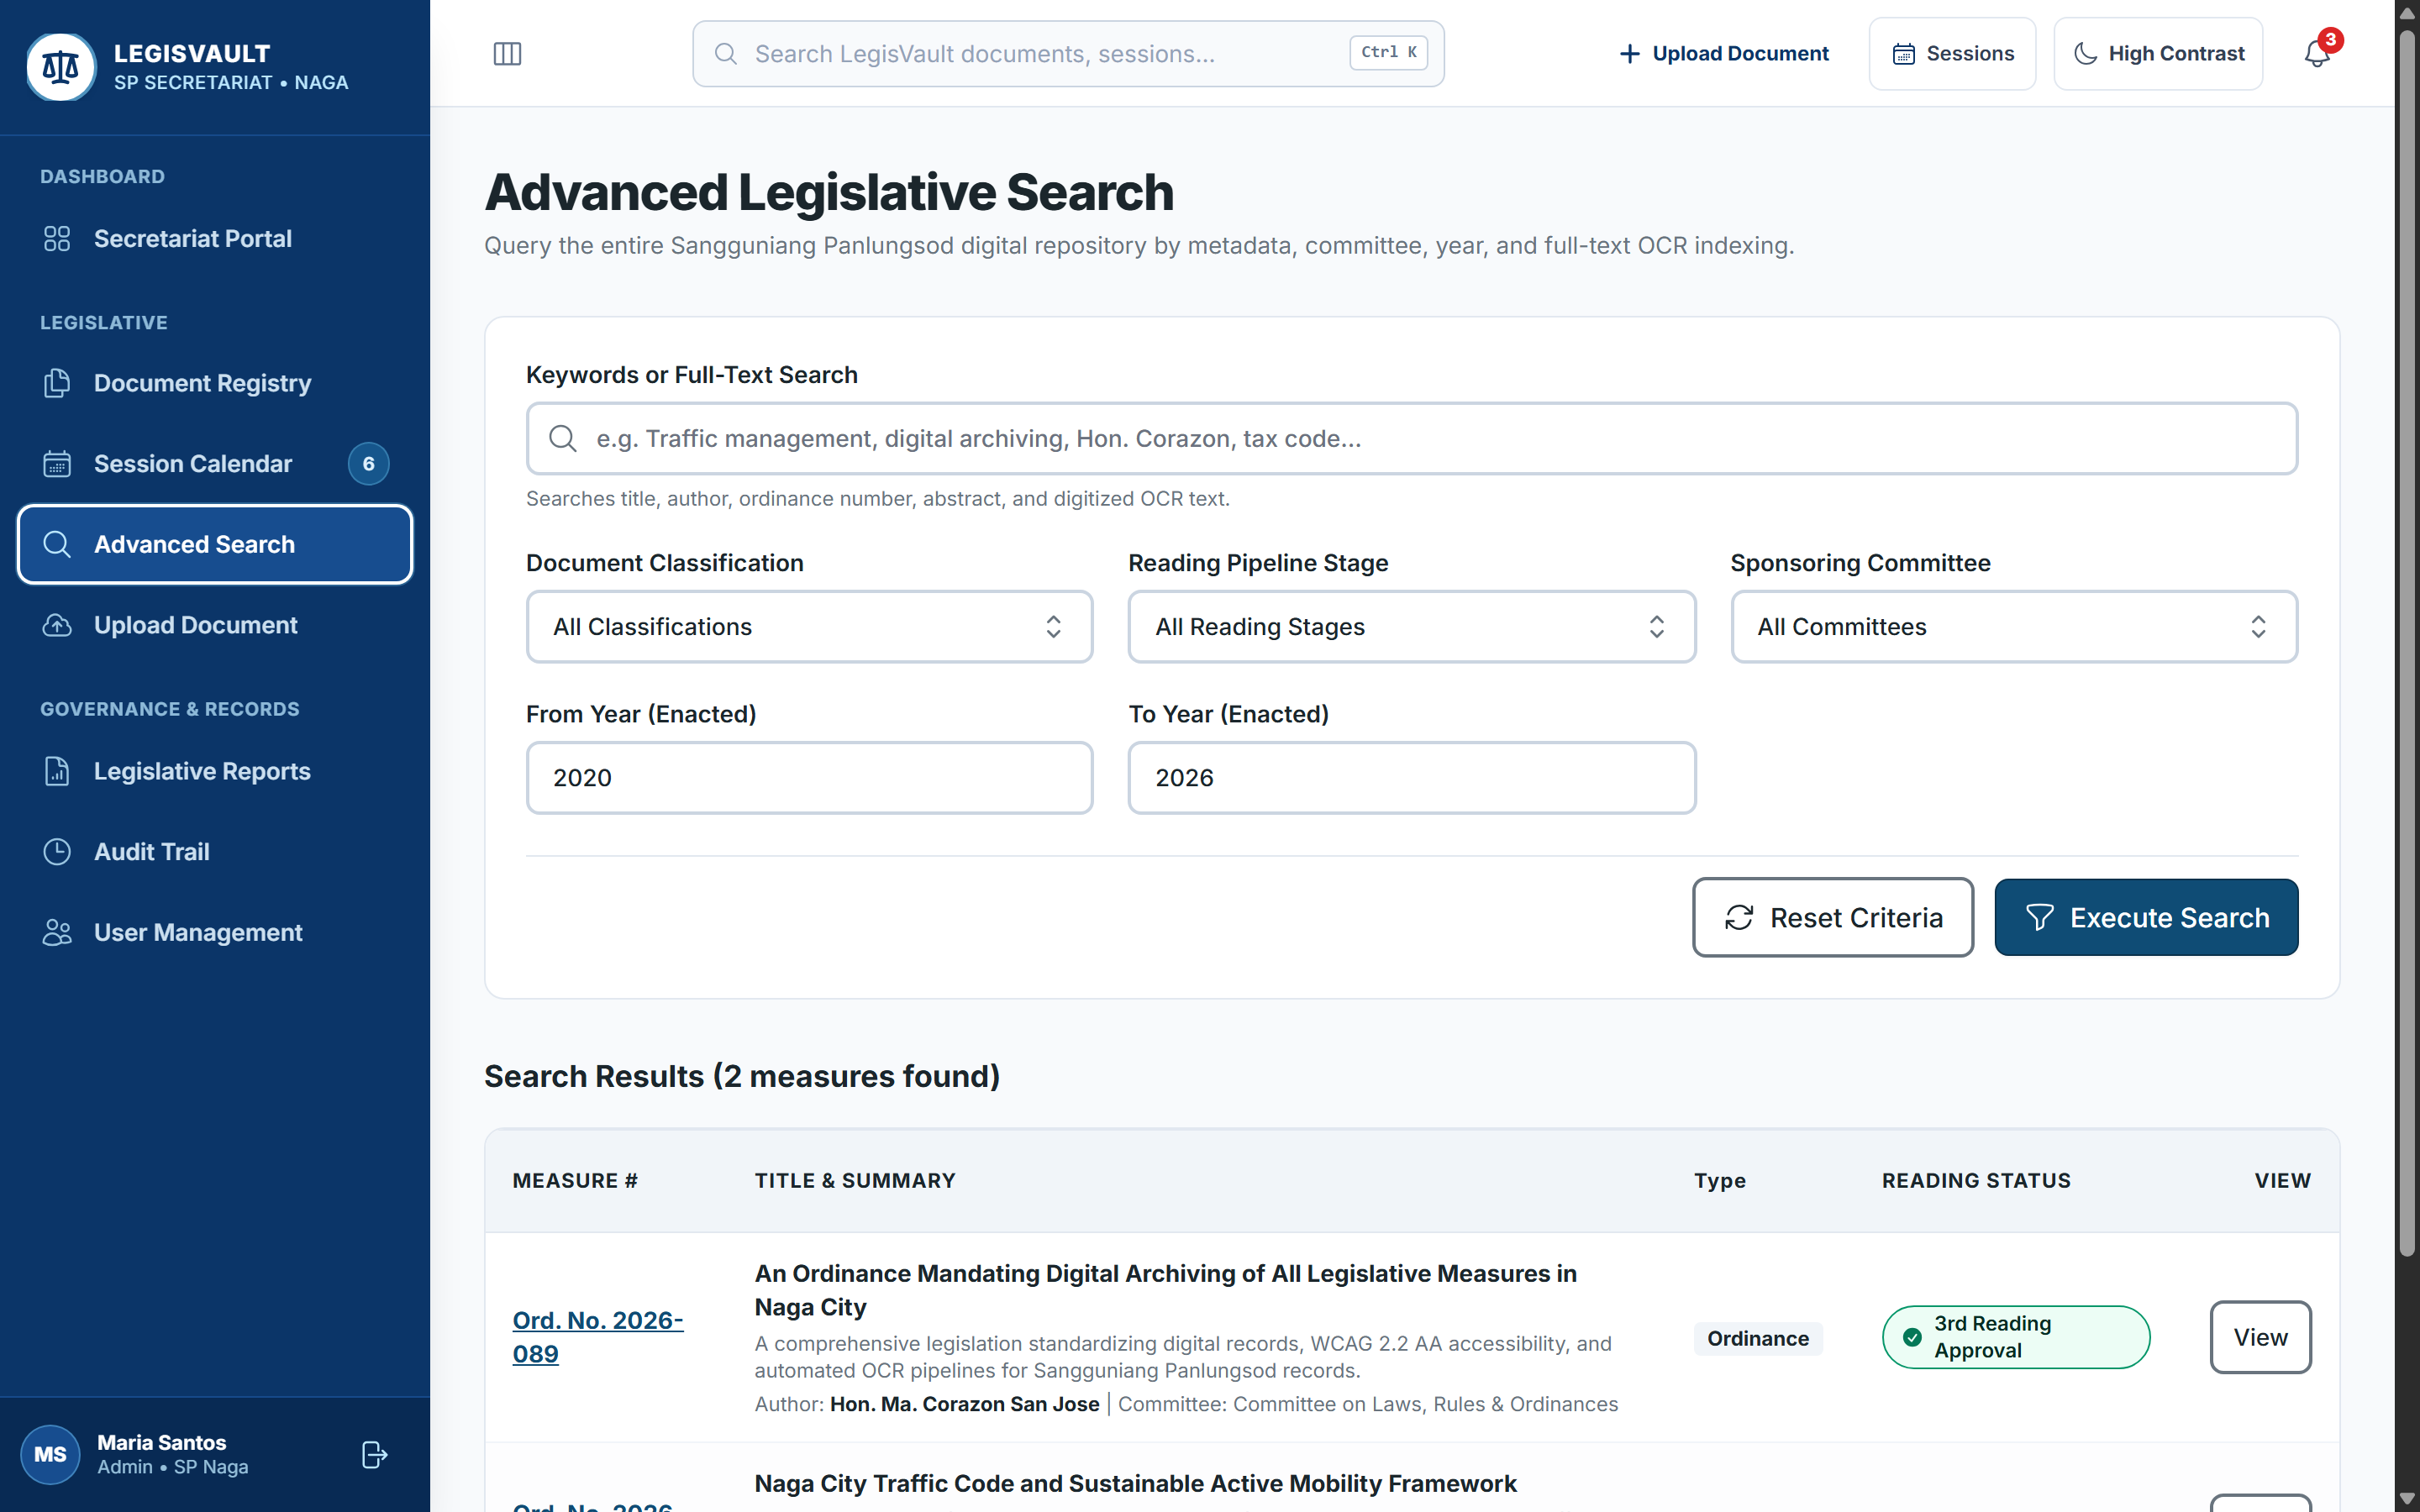 LEGISVAULT
SP SECRETARIAT • NAGA
DASHBOARD
Secretariat Portal
LEGISLATIVE
Document Registry
Session Calendar
6
Advanced Search
Upload Document
GOVERNANCE & RECORDS
Legislative Reports
Audit Trail
User Management
MS
Maria Santos
Admin • SP Naga
Search LegisVault documents, sessions...
Ctrl K
Upload Document
Sessions
High Contrast
3
Advanced Legislative Search
Query the entire Sangguniang Panlungsod digital repository by metadata, committee, year, and full-text OCR indexing.
Keywords or Full-Text Search
e.g. Traffic management, digital archiving, Hon. Corazon, tax code...
Searches title, author, ordinance number, abstract, and digitized OCR text.
Document Classification
All Classifications
Reading Pipeline Stage
All Reading Stages
Sponsoring Committee
All Committees
From Year (Enacted)
2020
To Year (Enacted)
2026
Reset Criteria
Execute Search
Search Results (2 measures found)
MEASURE #
TITLE & SUMMARY
Type
READING STATUS
VIEW
Ord. No. 2026-
089
An Ordinance Mandating Digital Archiving of All Legislative Measures in
Naga City
A comprehensive legislation standardizing digital records, WCAG 2.2 AA accessibility, and
automated OCR pipelines for Sangguniang Panlungsod records.
Author: Hon. Ma. Corazon San Jose | Committee: Committee on Laws, Rules & Ordinances
Ordinance
3rd Reading
Approval
View
Naga City Traffic Code and Sustainable Active Mobility Framework
Ord. No. 2026-